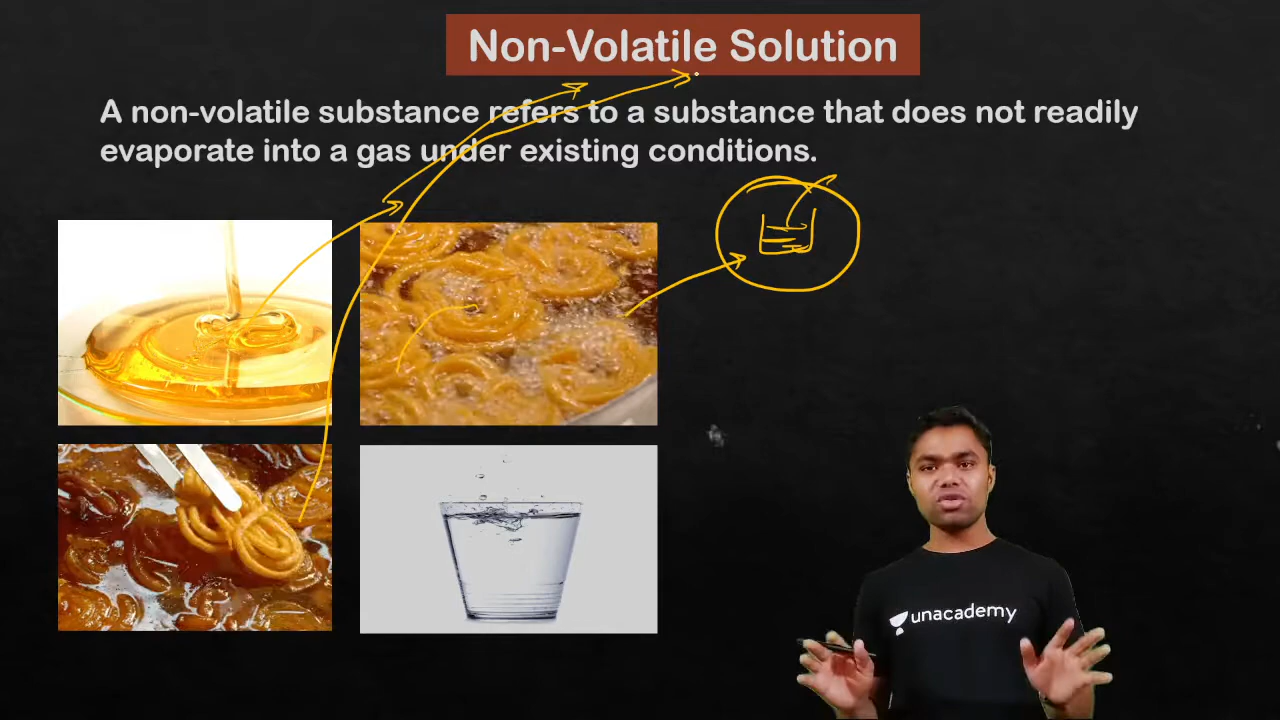 Non-Volatile Solution
A non-volatile substance refers to a substance that does not readily
evaporate into a gas under existing conditions.
unacademy